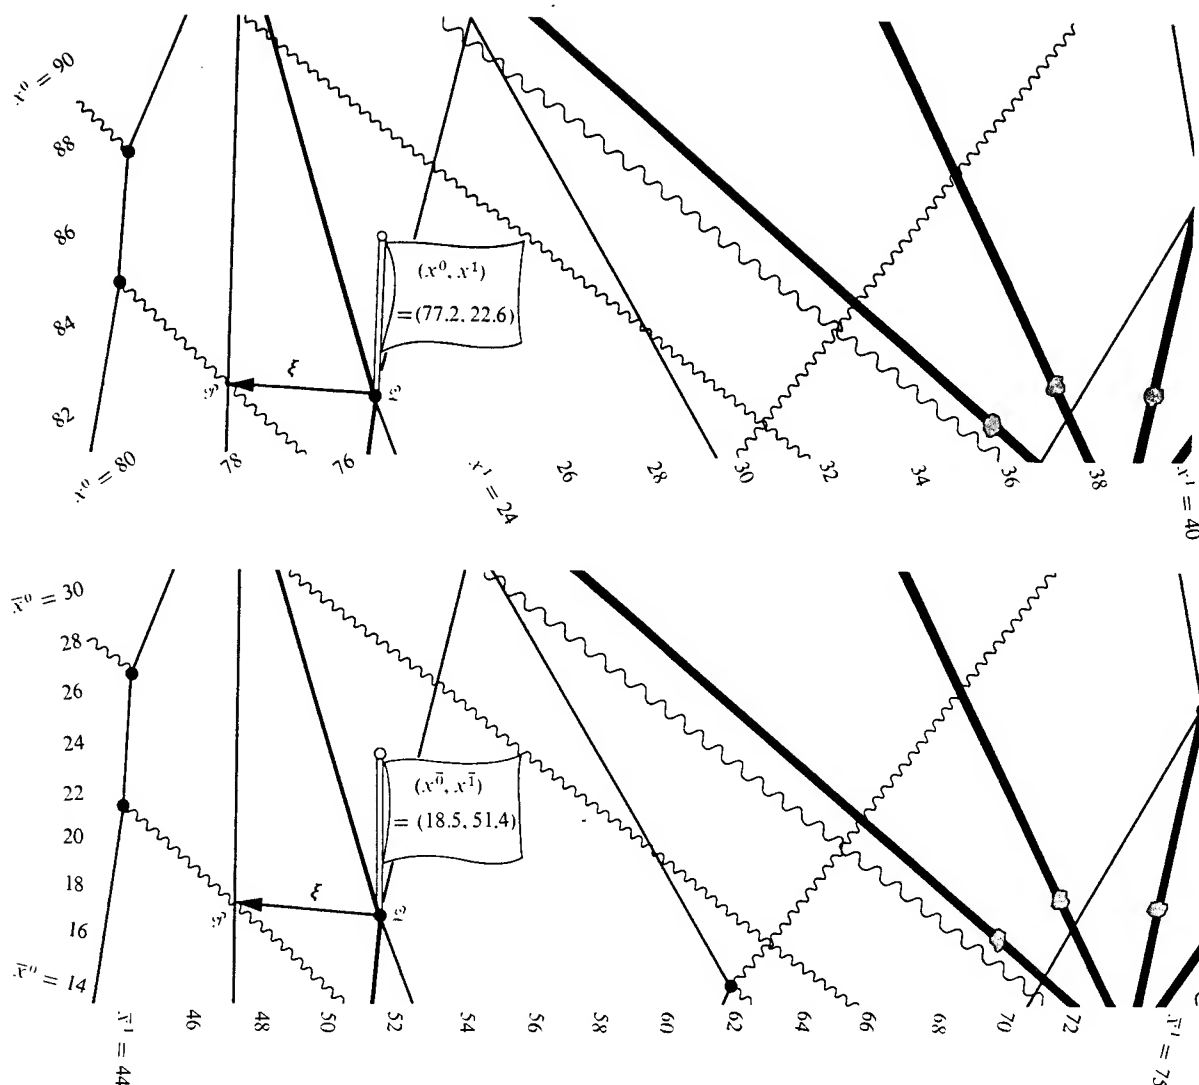 x⁰ = 90
88
86
84
82
x⁰ = 80
78
76
x¹ = 24
26
28
30
32
34
36
38
x¹ = 40
(x⁰, x¹)
= (77.2, 22.6)
ξ
𝒫
𝒬
x̄⁰ = 30
28
26
24
22
20
18
16
x̄⁰ = 14
x̄¹ = 44
46
48
50
52
54
56
58
60
62
64
66
68
70
72
x̄¹ = 75
(x^0̄, x^1̄)
= (18.5, 51.4)
ξ
𝒫
𝒬